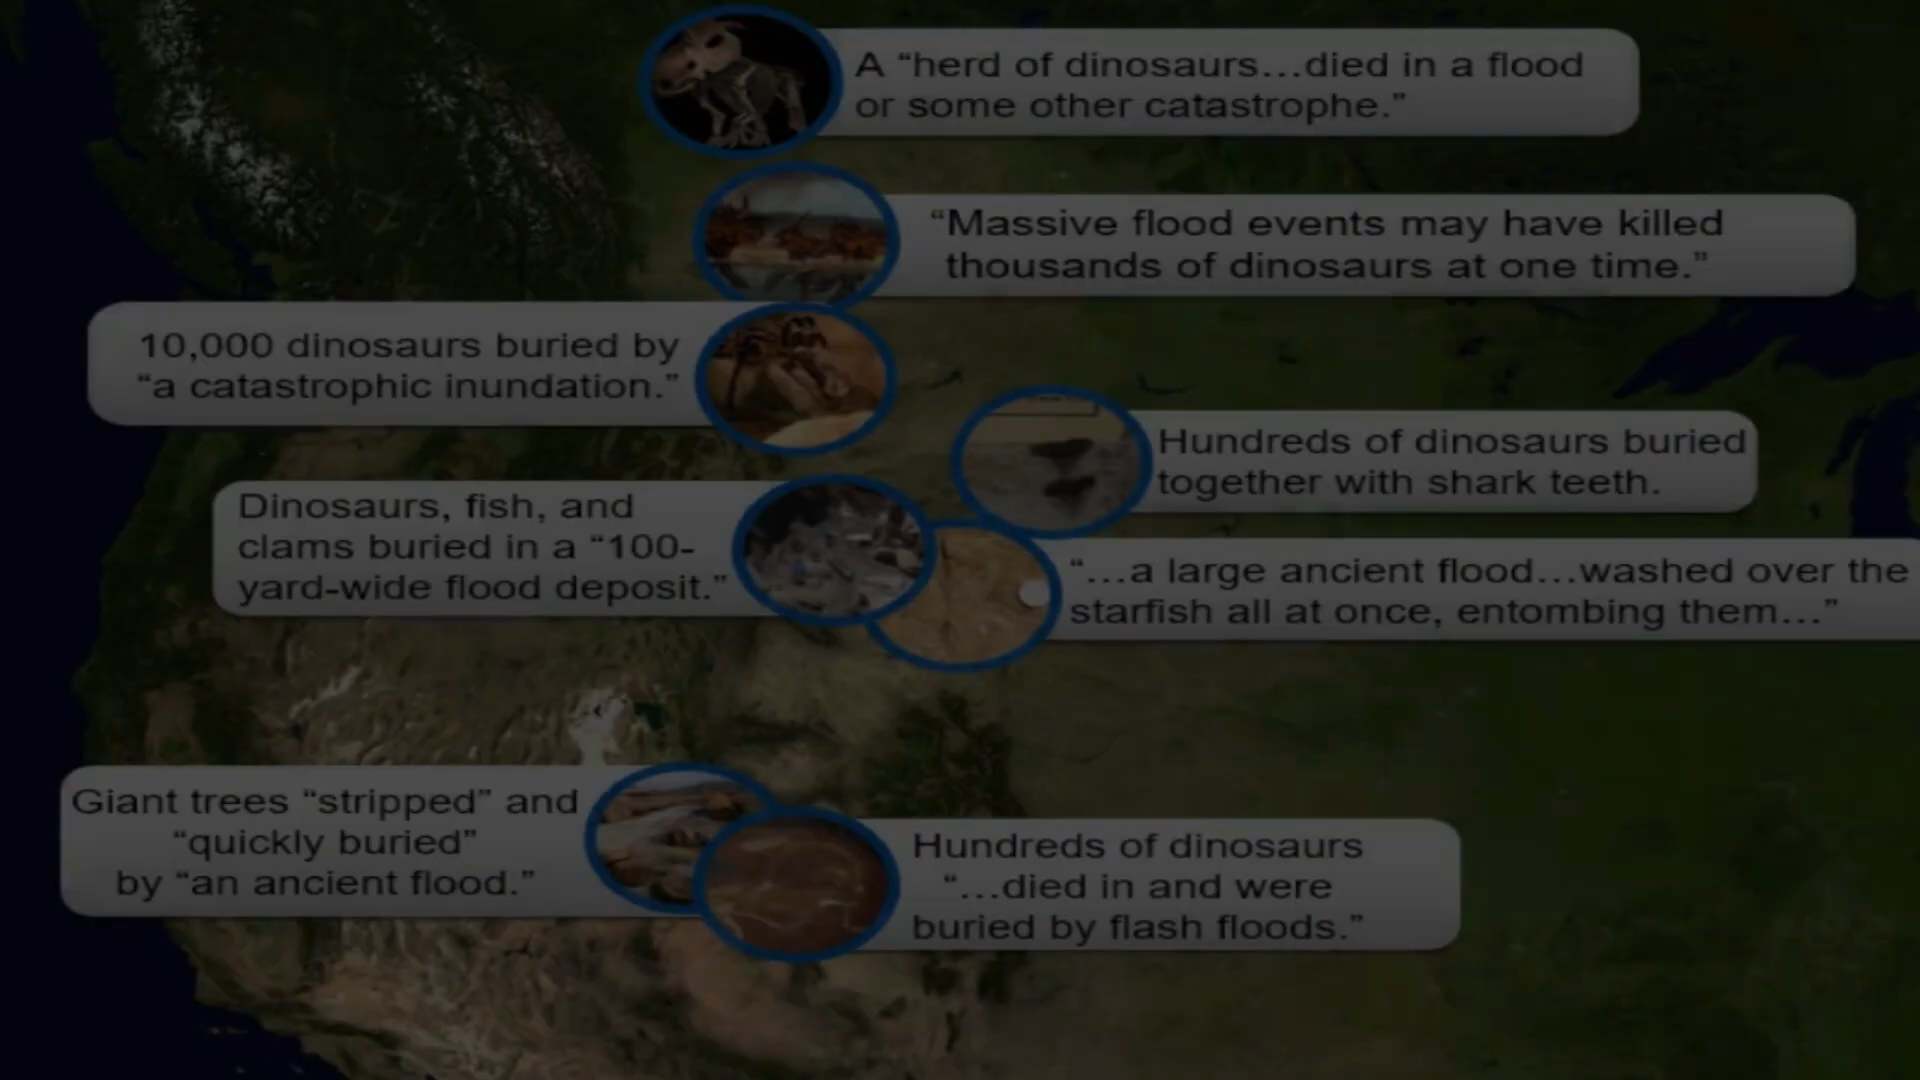 A “herd of dinosaurs...died in a flood
or some other catastrophe.”
“Massive flood events may have killed
thousands of dinosaurs at one time.”
10,000 dinosaurs buried by
“a catastrophic inundation.”
Hundreds of dinosaurs buried
together with shark teeth.
Dinosaurs, fish, and
clams buried in a “100-
yard-wide flood deposit.”
“...a large ancient flood...washed over the
starfish all at once, entombing them...”
Giant trees “stripped” and
“quickly buried”
by “an ancient flood.”
Hundreds of dinosaurs
“...died in and were
buried by flash floods.”